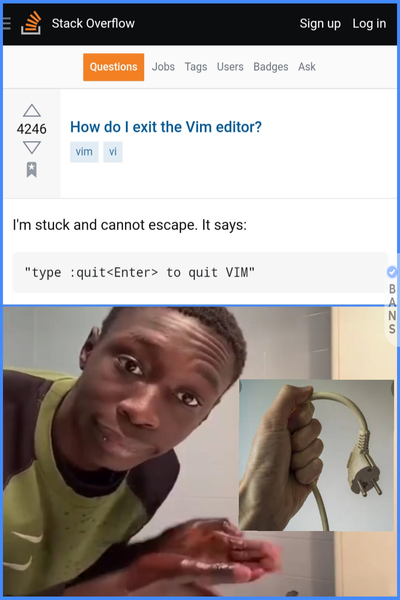 Stack Overflow Sign up Log in
Questions Jobs Tags Users Badges Ask
4246
How do I exit the Vim editor?
vim vi
I'm stuck and cannot escape. It says:
"type :quit<Enter> to quit VIM"
BANS